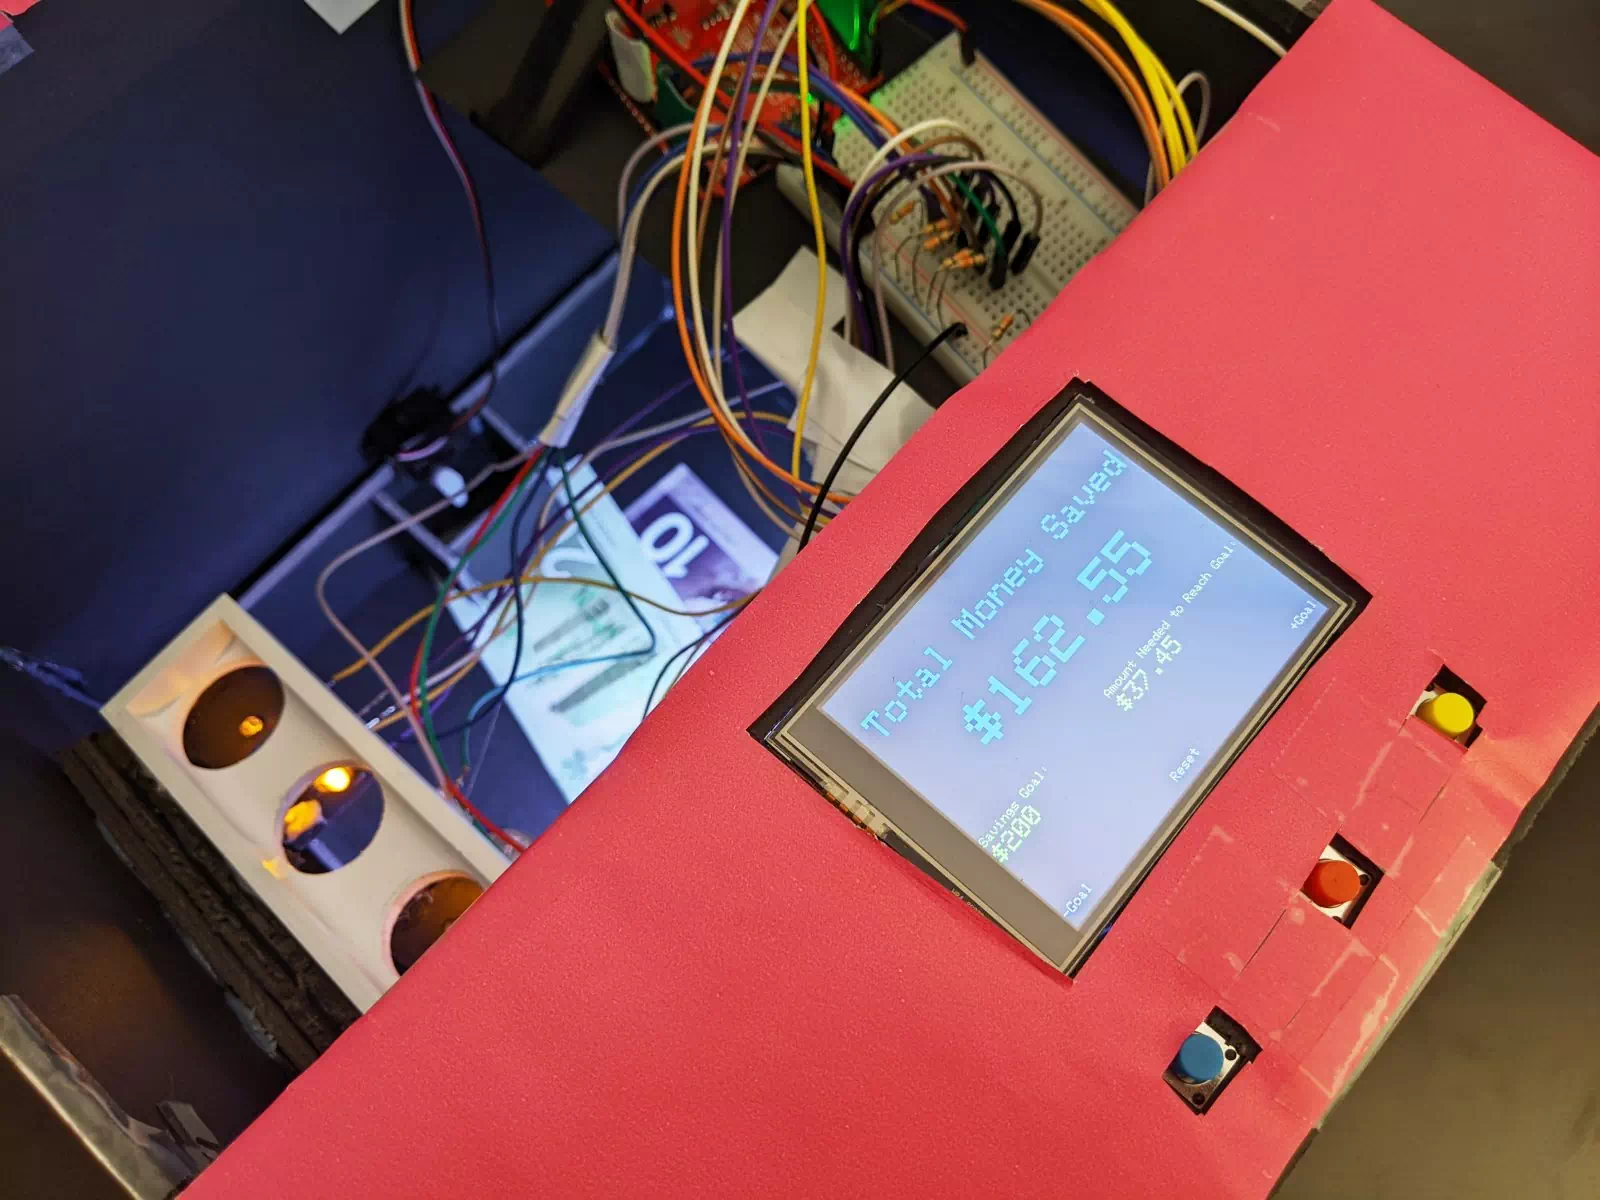 Total Money Saved
$162.55
Savings Goal:
$200
Amount Needed to Reach Goal:
$37.45
-Goal
Reset
+Goal
10